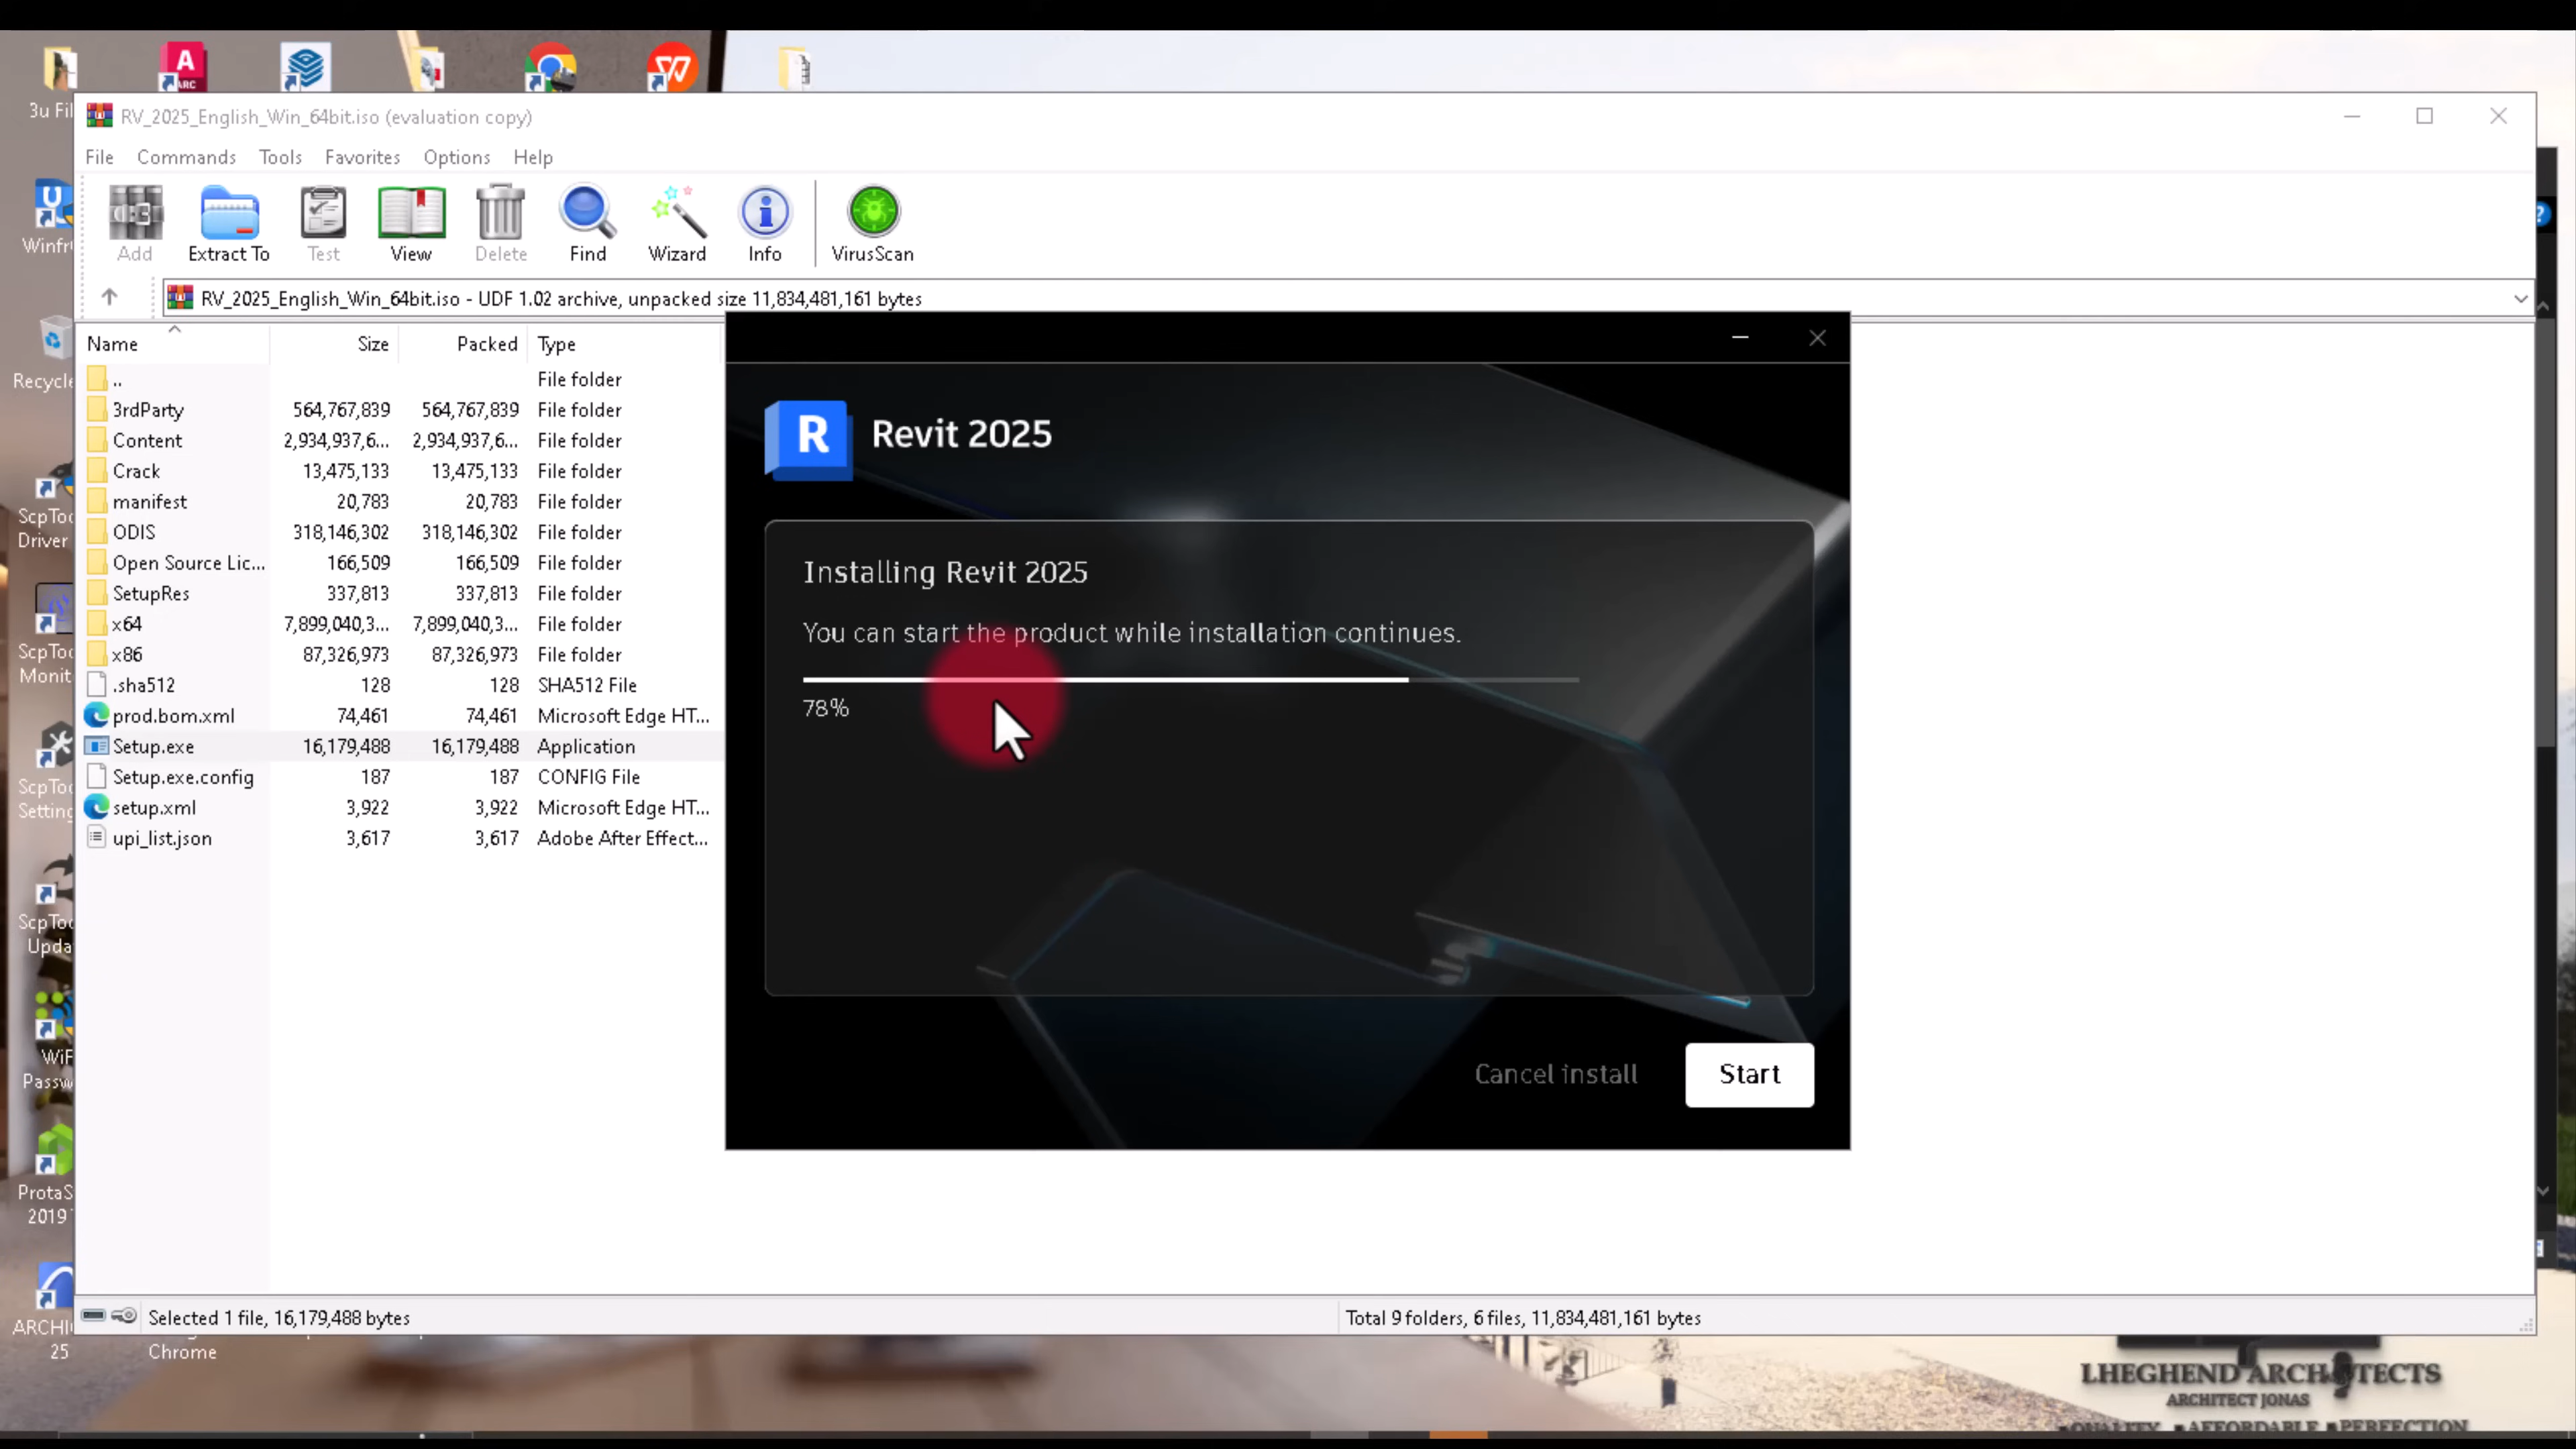 3u Fil
RV_2025_English_Win_64bit.iso (evaluation copy)
File Commands Tools Favorites Options Help
Add Extract To Test View Delete Find Wizard Info VirusScan
RV_2025_English_Win_64bit.iso - UDF 1.02 archive, unpacked size 11,834,481,161 bytes
Name Size Packed Type
.. File folder
3rdParty 564,767,839 564,767,839 File folder
Content 2,934,937,6... 2,934,937,6... File folder
Crack 13,475,133 13,475,133 File folder
manifest 20,783 20,783 File folder
ODIS 318,146,302 318,146,302 File folder
Open Source Lic... 166,509 166,509 File folder
SetupRes 337,813 337,813 File folder
x64 7,899,040,3... 7,899,040,3... File folder
x86 87,326,973 87,326,973 File folder
.sha512 128 128 SHA512 File
prod.bom.xml 74,461 74,461 Microsoft Edge HT...
Setup.exe 16,179,488 16,179,488 Application
Setup.exe.config 187 187 CONFIG File
setup.xml 3,922 3,922 Microsoft Edge HT...
upi_list.json 3,617 3,617 Adobe After Effect...
R Revit 2025
Installing Revit 2025
You can start the product while installation continues.
78%
Cancel install Start
Selected 1 file, 16,179,488 bytes
Total 9 folders, 6 files, 11,834,481,161 bytes
A
ARC
Winfr
Recycle
ScpToo
Driver
ScpToo
Monit
ScpToo
Setting
ScpToo
Upda
WiF
Passw
ProtaS
2019
ARCHI
25
Chrome
LHEGHEND ARCHITECTS
ARCHITECT JONAS
QUALITY AFFORDABLE PERFECTION